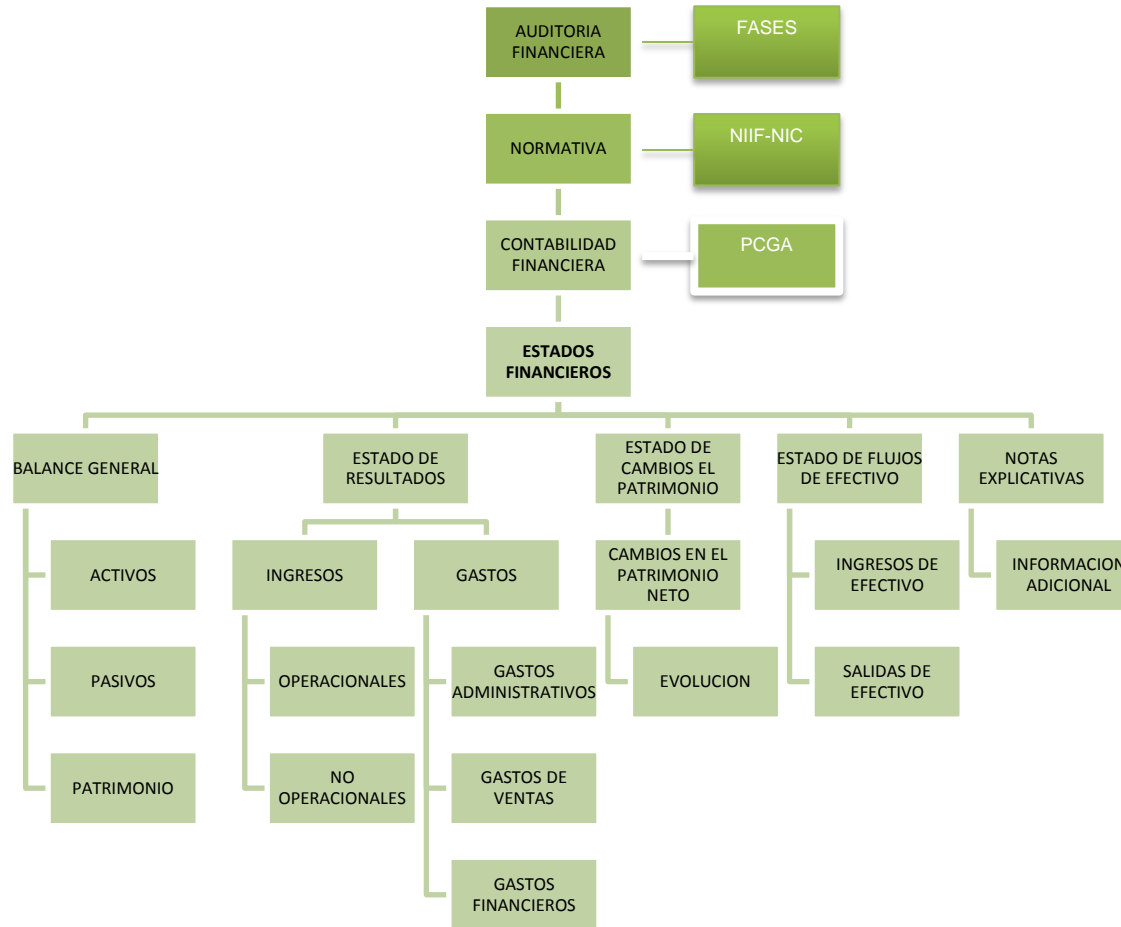 AUDITORIA
FINANCIERA
FASES
NORMATIVA
NIIF-NIC
CONTABILIDAD
FINANCIERA
PCGA
ESTADOS
FINANCIEROS
BALANCE GENERAL
ESTADO DE
RESULTADOS
ESTADO DE
CAMBIOS EL
PATRIMONIO
ESTADO DE FLUJOS
DE EFECTIVO
NOTAS
EXPLICATIVAS
ACTIVOS
PASIVOS
PATRIMONIO
INGRESOS
OPERACIONALES
NO
OPERACIONALES
GASTOS
GASTOS
ADMINISTRATIVOS
GASTOS DE
VENTAS
GASTOS
FINANCIEROS
CAMBIOS EN EL
PATRIMONIO
NETO
EVOLUCION
INGRESOS DE
EFECTIVO
SALIDAS DE
EFECTIVO
INFORMACION
ADICIONAL